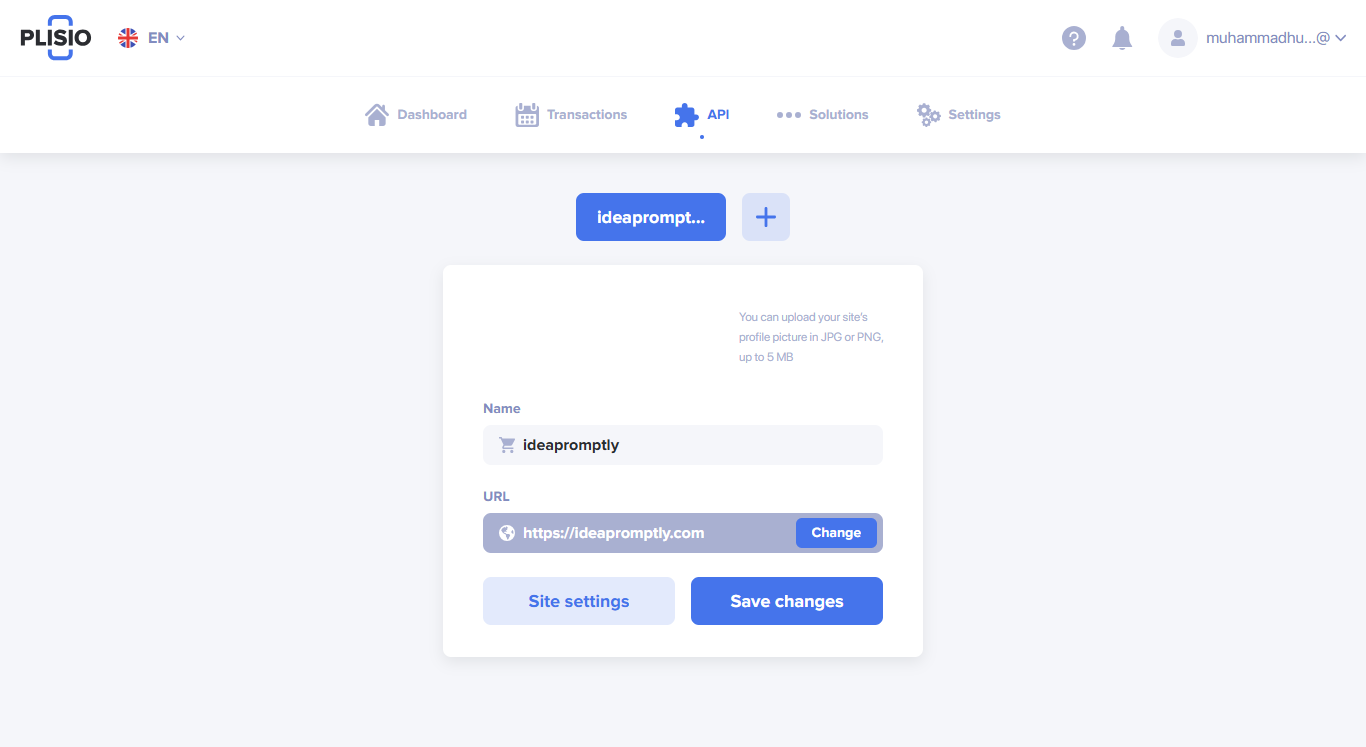 PLISIO
EN
muhammadhu...@
Dashboard
Transactions
API
Solutions
Settings
ideaprompt...
You can upload your site's
profile picture in JPG or PNG,
up to 5 MB
Name
ideapromptly
URL
https://ideapromptly.com
Change
Site settings
Save changes